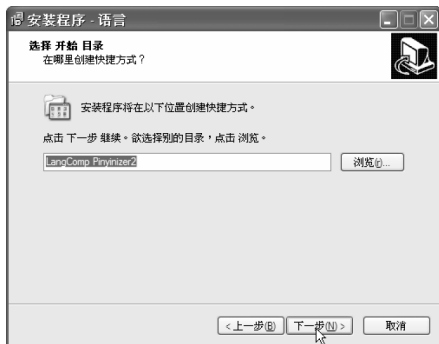 安装程序 - 语言
选择 开始 目录
在哪里创建快捷方式？
安装程序将在以下位置创建快捷方式。
点击 下一步 继续。欲选择别的目录，点击 浏览。
LangComp Pinyinizer2
浏览(r)...
<上一步(B)
下一步(N)>
取消